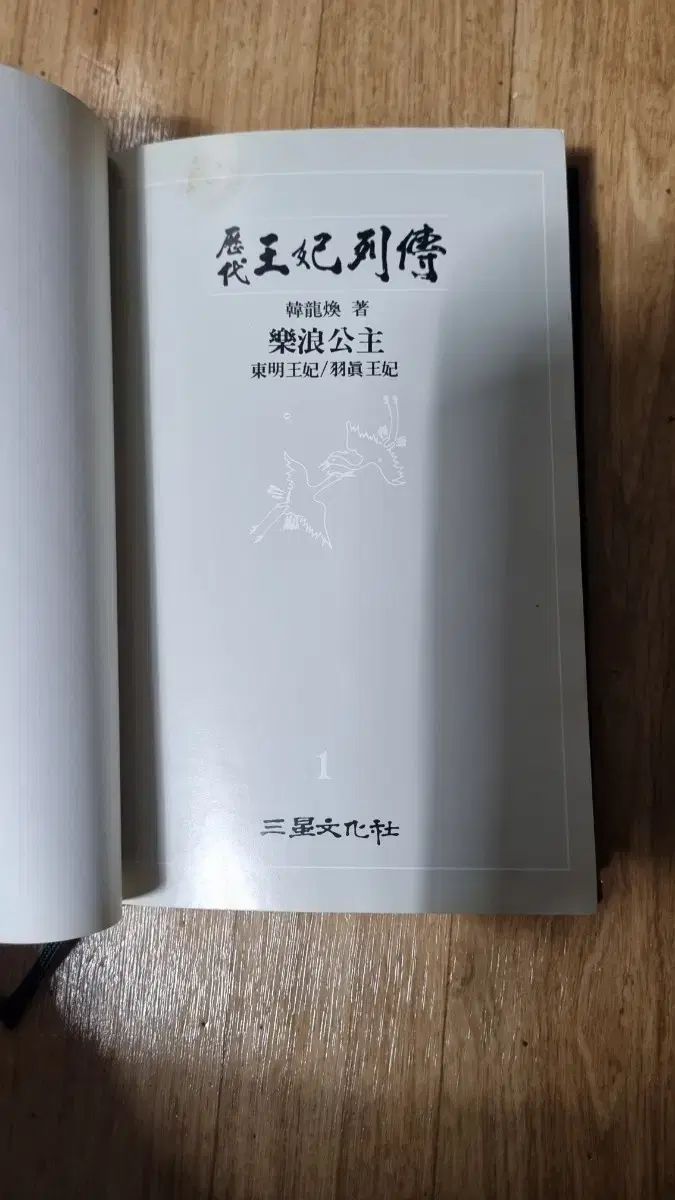 歷代王妃列傳
韓龍煥 著
樂浪公主
東明王妃/羽眞王妃
1
三星文化社